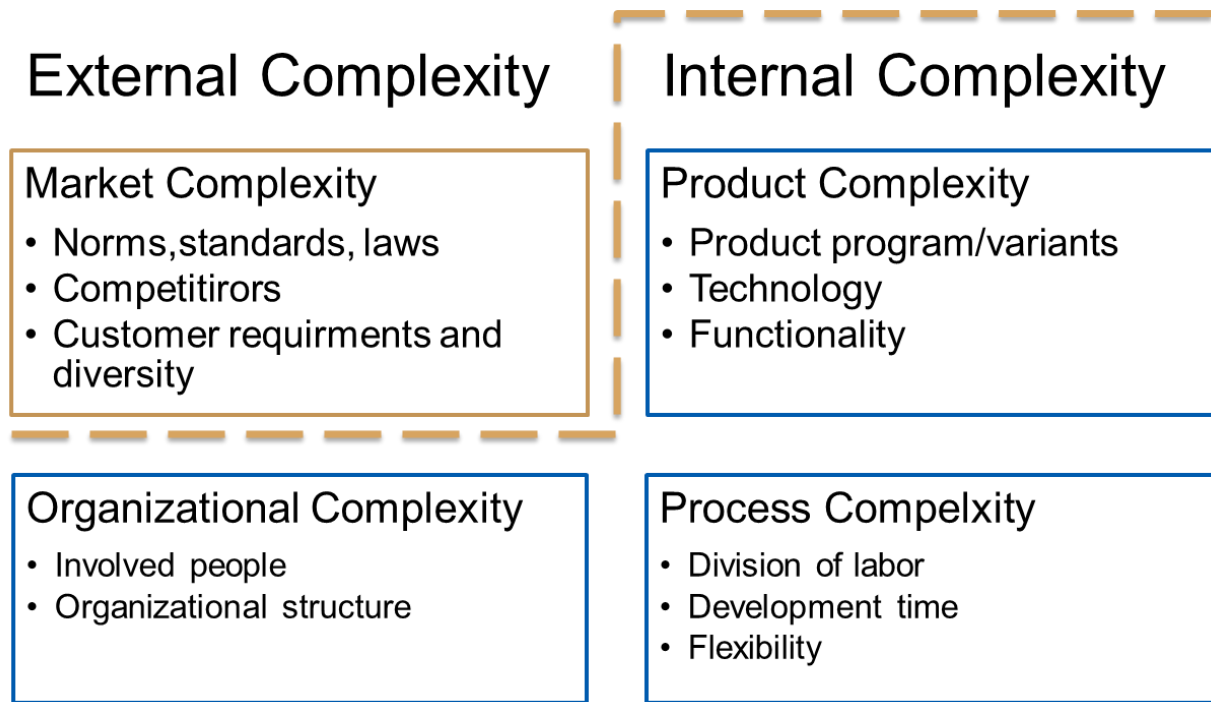 External Complexity
Internal Complexity
Market Complexity
• Norms,standards, laws
• Competitirors
• Customer requirments and
diversity
Product Complexity
• Product program/variants
• Technology
• Functionality
Organizational Complexity
• Involved people
• Organizational structure
Process Compelxity
• Division of labor
• Development time
• Flexibility